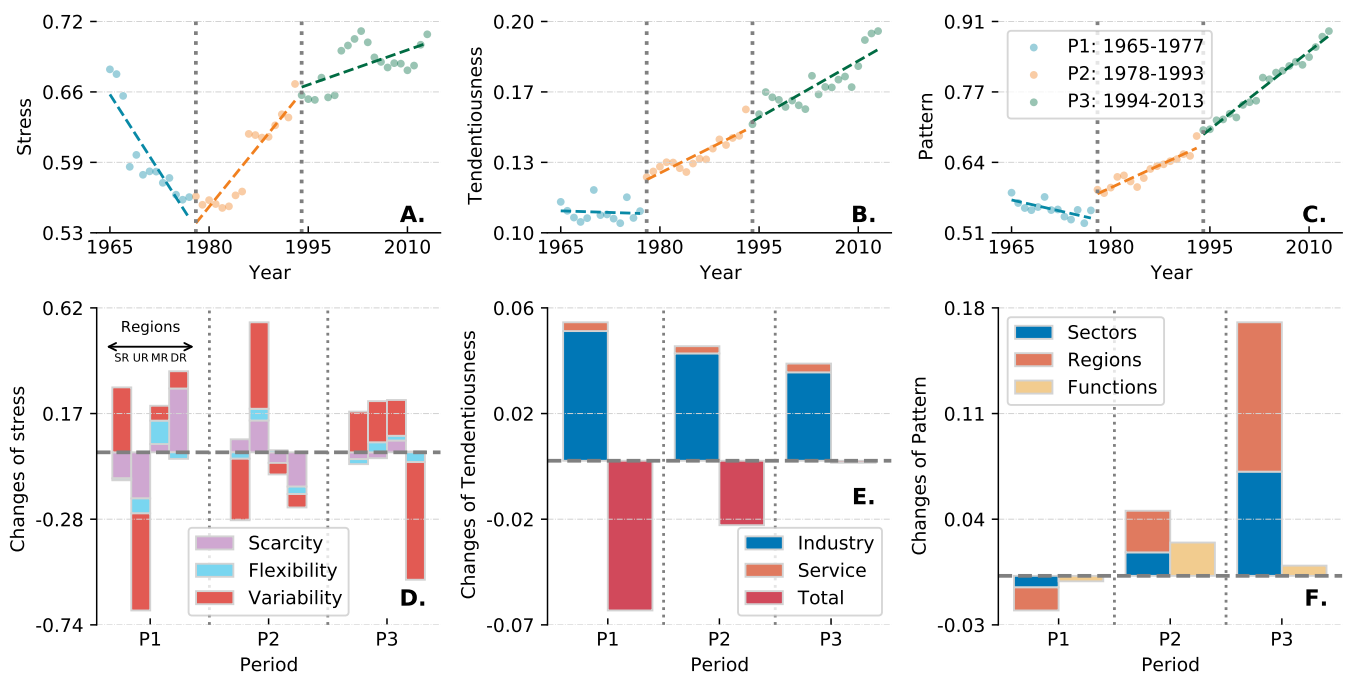 0.72
0.66
0.59
0.53
Stress
1965
1980
1995
2010
Year
A.
0.20
0.17
0.13
0.10
Tendentiousness
1965
1980
1995
2010
Year
B.
0.91
0.77
0.64
0.51
Pattern
P1: 1965-1977
P2: 1978-1993
P3: 1994-2013
1965
1980
1995
2010
Year
C.
0.62
0.17
-0.28
-0.74
Changes of stress
Regions
SR UR MR DR
Scarcity
Flexibility
Variability
D.
P1
P2
P3
Period
0.06
0.02
-0.02
-0.07
Changes of Tendentiousness
E.
Industry
Service
Total
P1
P2
P3
Period
0.18
0.11
0.04
-0.03
Changes of Pattern
Sectors
Regions
Functions
F.
P1
P2
P3
Period